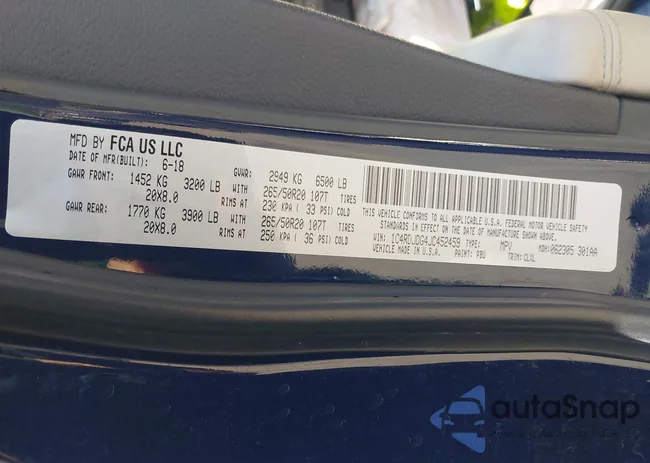 MFD BY FCA US LLC
DATE OF MFR(BUILT): 6-18
GVWR: 2949 KG 6500 LB
GAWR FRONT: 1452 KG 3200 LB WITH 265/50R20 107T TIRES
20X8.0 RIMS AT 230 KPA ( 33 PSI) COLD
GAWR REAR: 1770 KG 3900 LB WITH 265/50R20 107T
20X8.0 RIMS AT 250 KPA ( 36 PSI) COLD
THIS VEHICLE CONFORMS TO ALL APPLICABLE U.S.A. FEDERAL MOTOR VEHICLE SAFETY
STANDARDS IN EFFECT ON THE DATE OF MANUFACTURE SHOWN ABOVE.
VIN: 1C4RDJDG4JC452459 TYPE: MPV MDH: 062305 301AA
VEHICLE MADE IN U.S.A. PAINT: PBU TRIM: CLXL
autoSnap